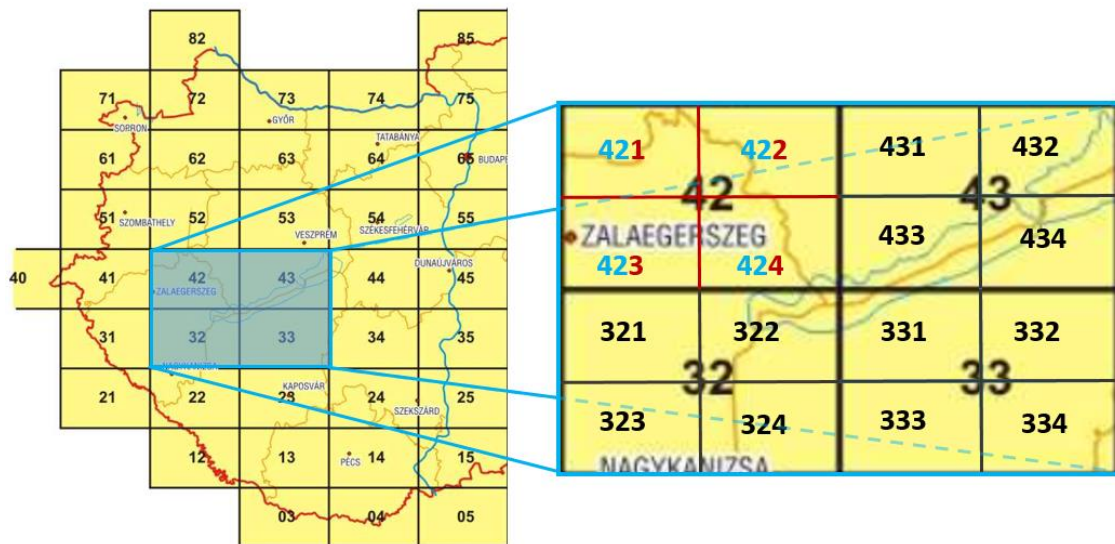 82 85
71 72 73 74 75
SORRON GYŐR
TATABÁNYA
61 62 63 64 65 BUDAPE
51 52 53 54 55
SZOMBATHELY SZÉKESFEHÉRVÁR
VESZPRÉM
DUNAÚJVÁROS
40 41 42 43 44 45
ZALAEGERSZEG
31 32 33 34 35
NAGYKANIZSA
KAPOSVÁR
21 22 23 24 25
SZEKSZÁRD
12 13 14 15
PÉCS
03 04 05
421 422 431 432
42 43
ZALAEGERSZEG 433 434
423 424
321 322 331 332
32 33
323 324 333 334
NAGYKANIZSA